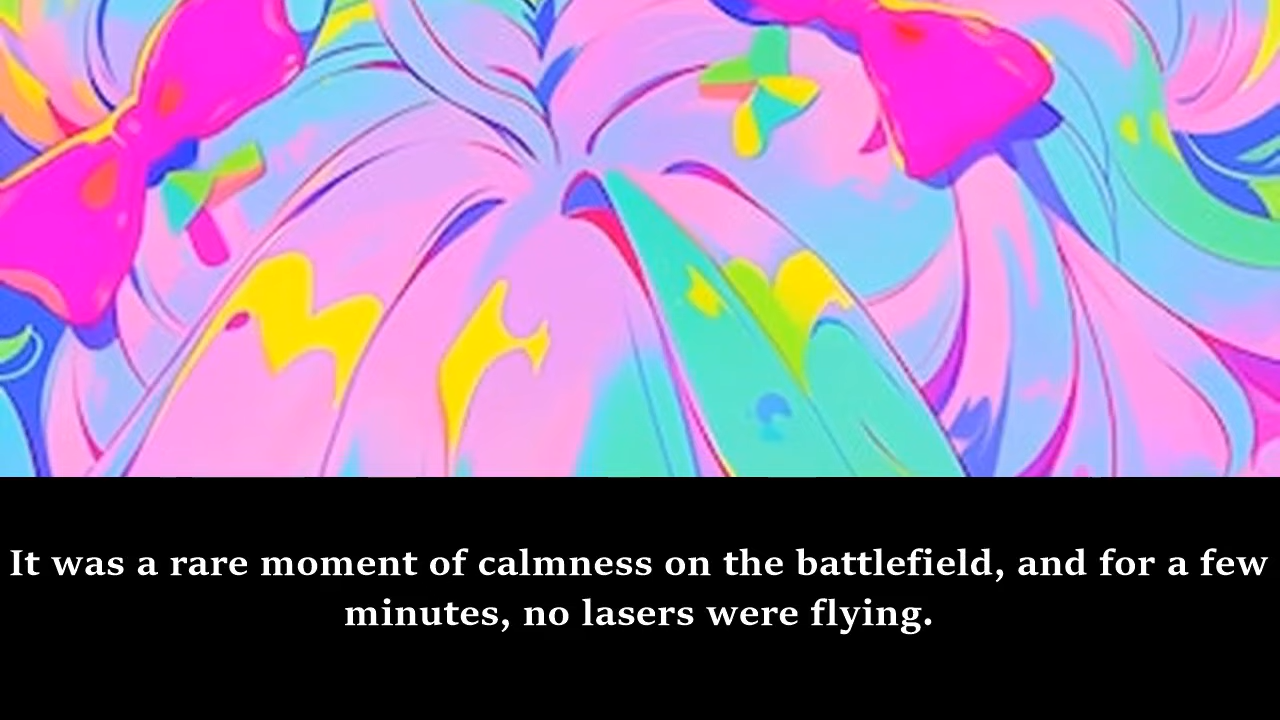 It was a rare moment of calmness on the battlefield, and for a few
minutes, no lasers were flying.